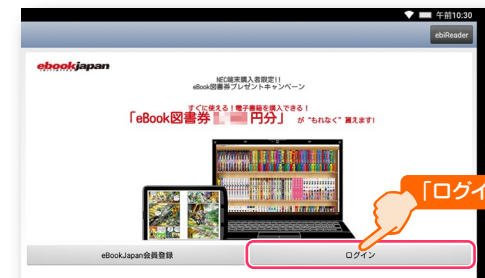 午前10:30
ebiReader
ebookjapan
NEC端末購入者限定!!
eBook図書券プレゼントキャンペーン
すぐに使える！電子書籍を購入できる！
「eBook図書券 円分」 が“もれなく”貰えます!
「ログイ
eBookJapan会員登録
ログイン